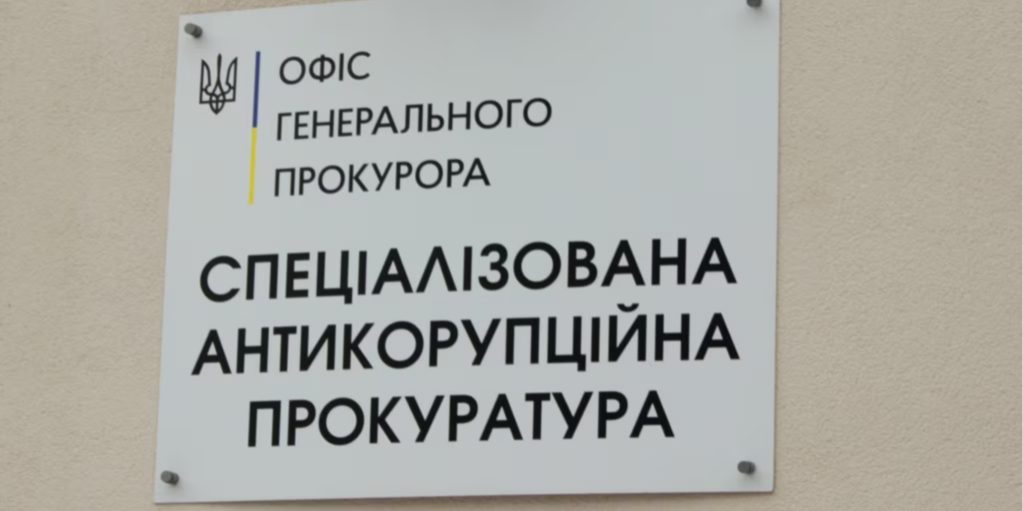 ОФІС
ГЕНЕРАЛЬНОГО
ПРОКУРОРА
СПЕЦІАЛІЗОВАНА
АНТИКОРУПЦІЙНА
ПРОКУРАТУРА